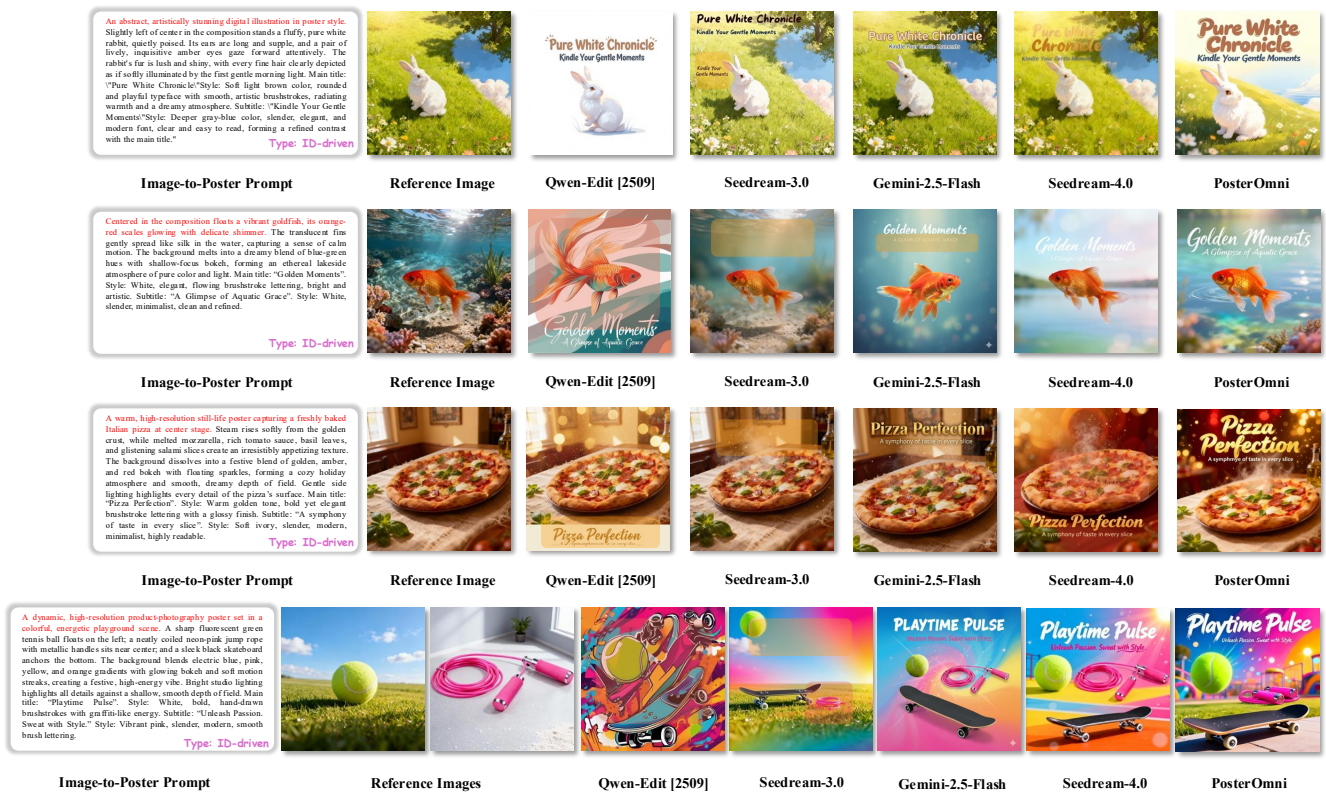 An abstract, artistically stunning digital illustration in poster style.
Slightly left of center in the composition stands a fluffy, pure white
rabbit, quietly poised. Its ears are long and supple, and a pair of
lively, inquisitive amber eyes gaze forward attentively. The
rabbit's fur is lush and shiny, with every fine hair clearly depicted
as if softly illuminated by the first gentle morning light. Main title:
\"Pure White Chronicle\"Style: Soft light brown color, rounded
and playful typeface with smooth, artistic brushstrokes, radiating
warmth and a dreamy atmosphere. Subtitle: \"Kindle Your Gentle
Moments\"Style: Deeper gray-blue color, slender, elegant, and
modern font, clear and easy to read, forming a refined contrast
with the main title."
Type: ID-driven
Pure White Chronicle
Kindle Your Gentle Moments
Pure White Chronicle
Kindle Your Gentle Moments
Kindle Your
Gentle Moments
Pure White Chronicle
Kindle Your Gentle Moments
Pure White
Chronicle
Kindle Your Gentle Moments
Pure White
Chronicle
Kindle Your Gentle Moments
Image-to-Poster Prompt
Reference Image
Qwen-Edit [2509]
Seedream-3.0
Gemini-2.5-Flash
Seedream-4.0
PosterOmni
Centered in the composition floats a vibrant goldfish, its orange-
red scales glowing with delicate shimmer. The translucent fins
gently spread like silk in the water, capturing a sense of calm
motion. The background melts into a dreamy blend of blue-green
hues with shallow-focus bokeh, forming an ethereal lakeside
atmosphere of pure color and light. Main title: “Golden Moments”.
Style: White, elegant, flowing brushstroke lettering, bright and
artistic. Subtitle: “A Glimpse of Aquatic Grace”. Style: White,
slender, minimalist, clean and refined.
Type: ID-driven
Golden Moments
A Glimpse of Aquatic Grace
Golden Moments
A GLIMPSE OF AQUATIC GRACE
Golden Moments
A Glimpse of Aquatic Grace
Golden Moments
A Glimpse of Aquatic Grace
Image-to-Poster Prompt
Reference Image
Qwen-Edit [2509]
Seedream-3.0
Gemini-2.5-Flash
Seedream-4.0
PosterOmni
A warm, high-resolution still-life poster capturing a freshly baked
Italian pizza at center stage. Steam rises softly from the golden
crust, while melted mozzarella, rich tomato sauce, basil leaves,
and glistening salami slices create an irresistibly appetizing texture.
The background dissolves into a festive blend of golden, amber,
and red bokeh with floating sparkles, forming a cozy holiday
atmosphere and smooth, dreamy depth of field. Gentle side
lighting highlights every detail of the pizza's surface. Main title:
“Pizza Perfection”. Style: Warm golden tone, bold yet elegant
brushstroke lettering with a glossy finish. Subtitle: “A symphony
of taste in every slice”. Style: Soft ivory, slender, modern,
minimalist, highly readable.
Type: ID-driven
Pizza Perfection
Pizza Perfection
A symphony of taste in every slice
Pizza Perfection
A symphony of taste in every slice
Pizza
Perfection
A symphmye of taste in every slice
Image-to-Poster Prompt
Reference Image
Qwen-Edit [2509]
Seedream-3.0
Gemini-2.5-Flash
Seedream-4.0
PosterOmni
A dynamic, high-resolution product-photography poster set in a
colorful, energetic playground scene. A sharp fluorescent green
tennis ball floats on the left; a neatly coiled neon-pink jump rope
with metallic handles sits near center; and a sleek black skateboard
anchors the bottom. The background blends electric blue, pink,
yellow, and orange gradients with glowing bokeh and soft motion
streaks, creating a festive, high-energy vibe. Bright studio lighting
highlights all details against a shallow, smooth depth of field. Main
title: “Playtime Pulse”. Style: White, bold, hand-drawn
brushstrokes with graffiti-like energy. Subtitle: “Unleash Passion.
Sweat with Style.” Style: Vibrant pink, slender, modern, smooth
brush lettering.
Type: ID-driven
PLAYTIME PULSE
Unleash Passion. Sweat with Style.
Playtime Pulse
Unleash Passion. Sweat with Style.
Playtime Pulse
Unleash Passion. Sweat with Style.
Image-to-Poster Prompt
Reference Images
Qwen-Edit [2509]
Seedream-3.0
Gemini-2.5-Flash
Seedream-4.0
PosterOmni